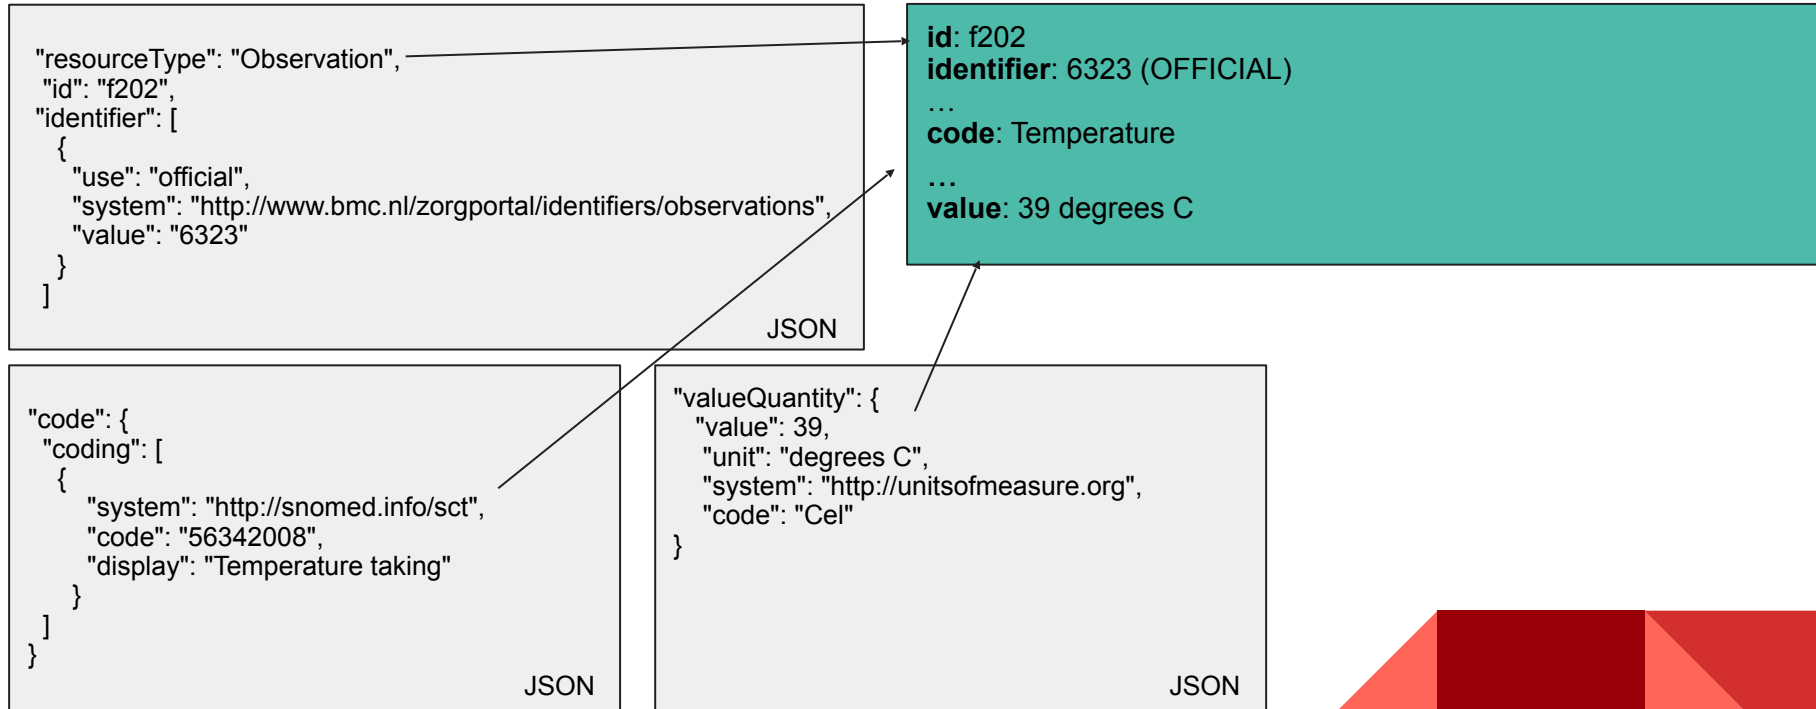 "resourceType": "Observation",
"id": "f202",
"identifier": [
{
"use": "official",
"system": "http://www.bmc.nl/zorgportal/identifiers/observations",
"value": "6323"
}
]
JSON
id: f202
identifier: 6323 (OFFICIAL)
…
code: Temperature
…
value: 39 degrees C
"code": {
"coding": [
{
"system": "http://snomed.info/sct",
"code": "56342008",
"display": "Temperature taking"
}
]
}
JSON
"valueQuantity": {
"value": 39,
"unit": "degrees C",
"system": "http://unitsofmeasure.org",
"code": "Cel"
}
JSON